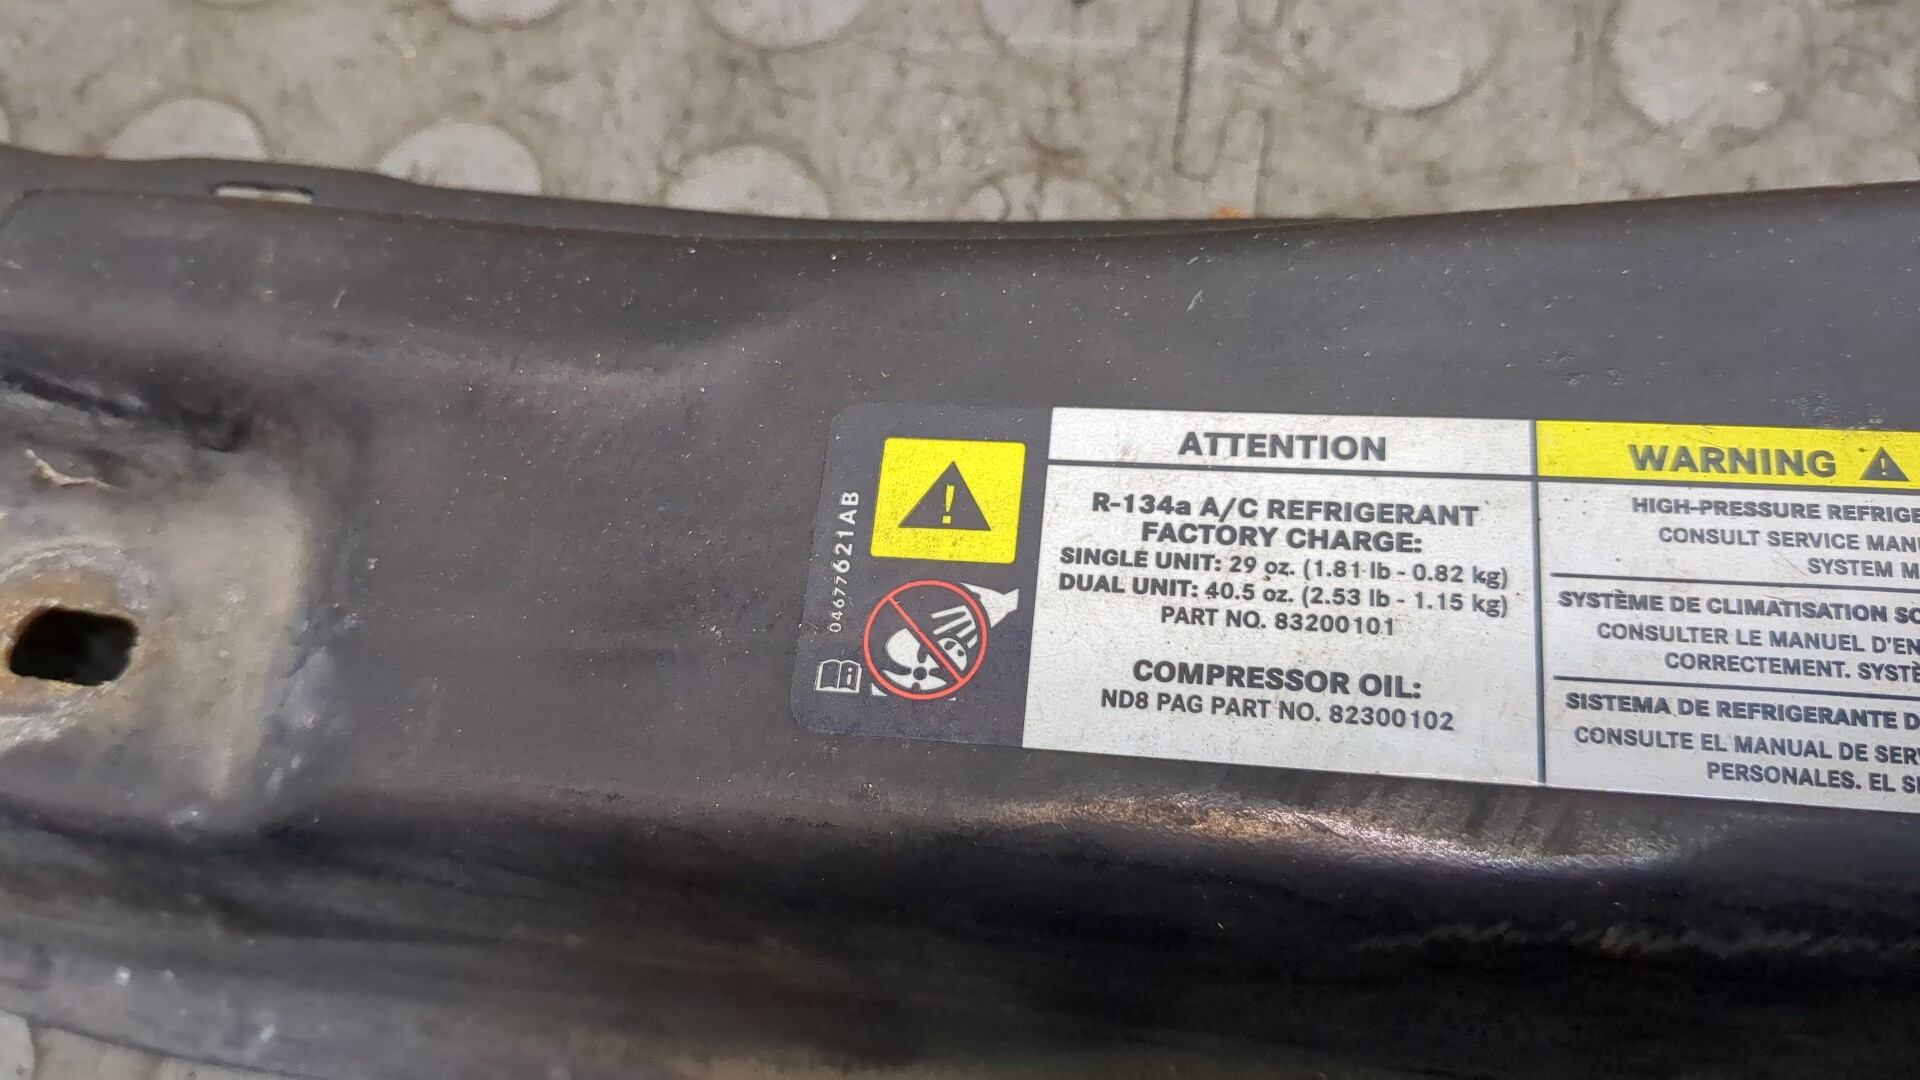 04677621AB
ATTENTION
R-134a A/C REFRIGERANT
FACTORY CHARGE:
SINGLE UNIT: 29 oz. (1.81 lb - 0.82 kg)
DUAL UNIT: 40.5 oz. (2.53 lb - 1.15 kg)
PART NO. 83200101
COMPRESSOR OIL:
ND8 PAG PART NO. 82300102
WARNING
HIGH-PRESSURE
CONSULT SERVICE
SYSTEM
SYSTÈME DE CLIMATISATION
CONSULTER LE MANUEL
CORRECTEMENT.
SISTEMA DE REFRIGERANTE
CONSULTE EL MANUAL DE
PERSONALES. EL